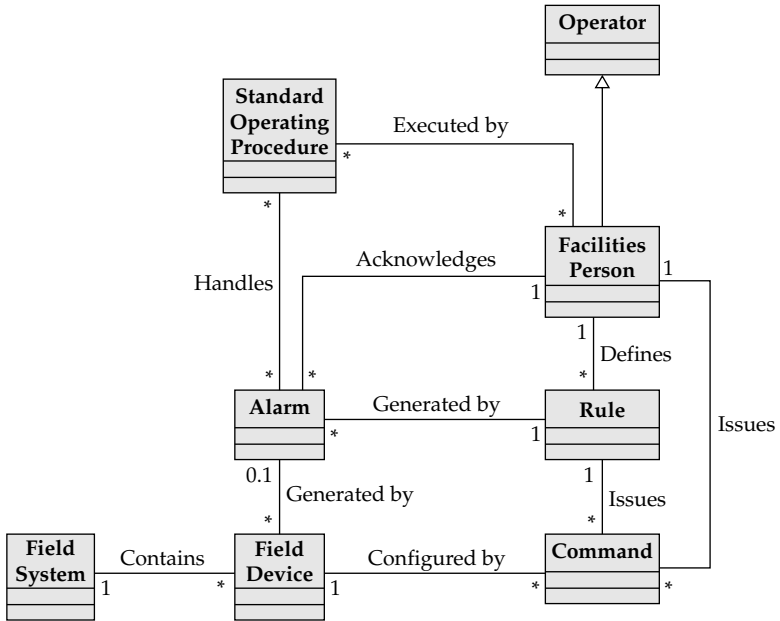 Operator
Standard
Operating
Procedure
Executed by
*
*
*
Facilities
Person
Acknowledges
1
1
Handles
1
Defines
*
*
*
Alarm
Generated by
Rule
*
1
Issues
0.1
1
Generated by
Issues
*
*
Field
System
Contains
Field
Device
Configured by
Command
1
*
1
*
*